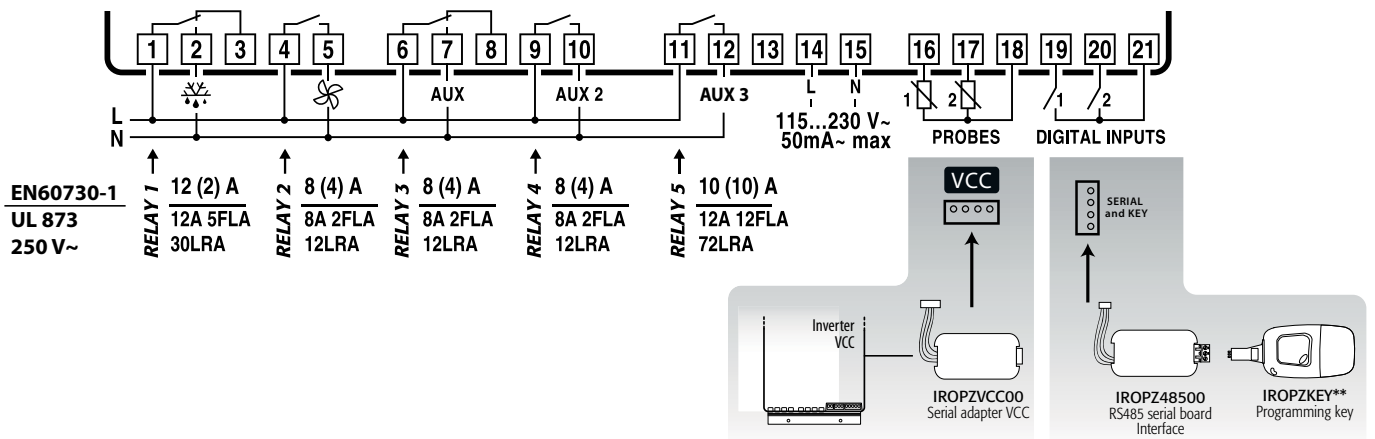 1 2 3 4 5 6 7 8 9 10 11 12 13 14 15 16 17 18 19 20 21
AUX AUX 2 AUX 3
L N
1 2 1 2
L
N
115...230 V~
50mA~ max
PROBES DIGITAL INPUTS
EN60730-1
UL 873
250 V~
RELAY 1
12 (2) A
12A 5FLA
30LRA
RELAY 2
8 (4) A
8A 2FLA
12LRA
RELAY 3
8 (4) A
8A 2FLA
12LRA
RELAY 4
8 (4) A
8A 2FLA
12LRA
RELAY 5
10 (10) A
12A 12FLA
72LRA
VCC
SERIAL
and KEY
Inverter
VCC
IROPZVCC00
Serial adapter VCC
IROPZ48500
RS485 serial board
Interface
IROPZKEY**
Programming key